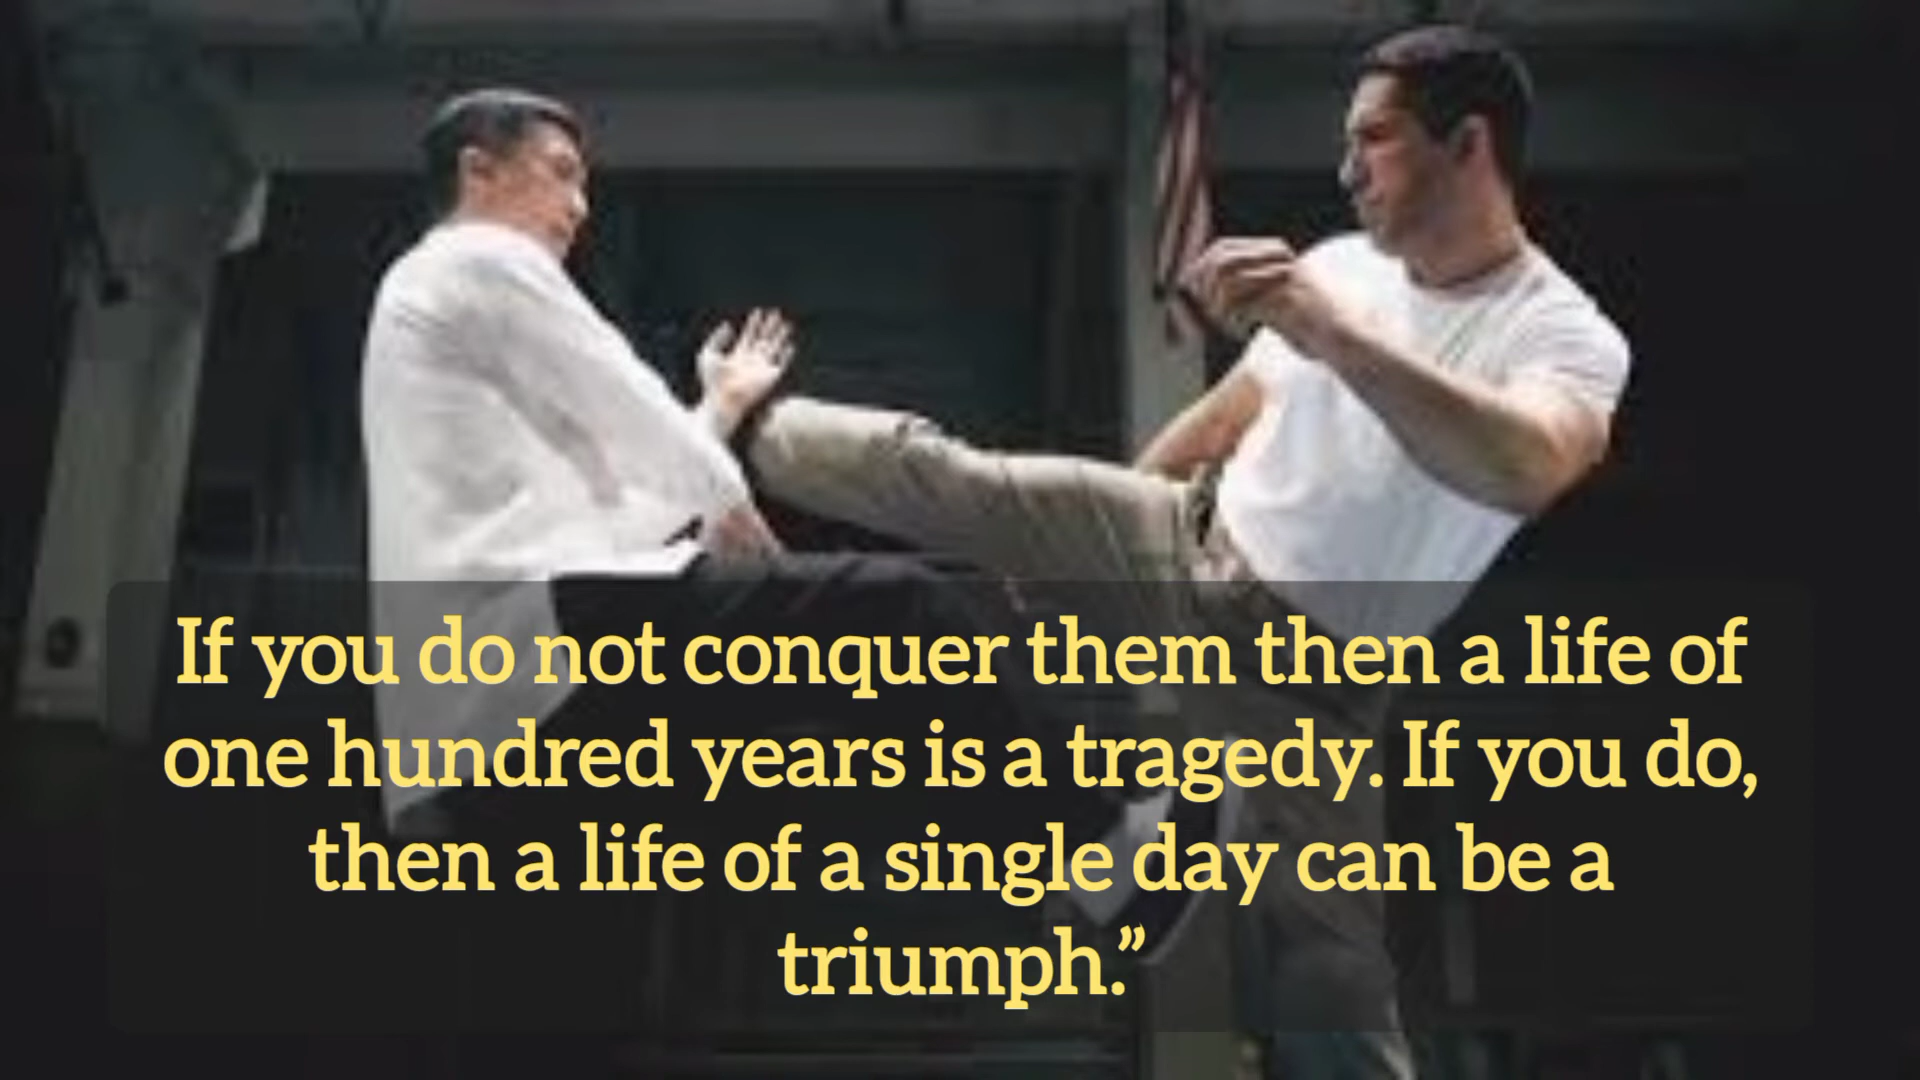 If you do not conquer them then a life of
one hundred years is a tragedy. If you do,
then a life of a single day can be a
triumph.”